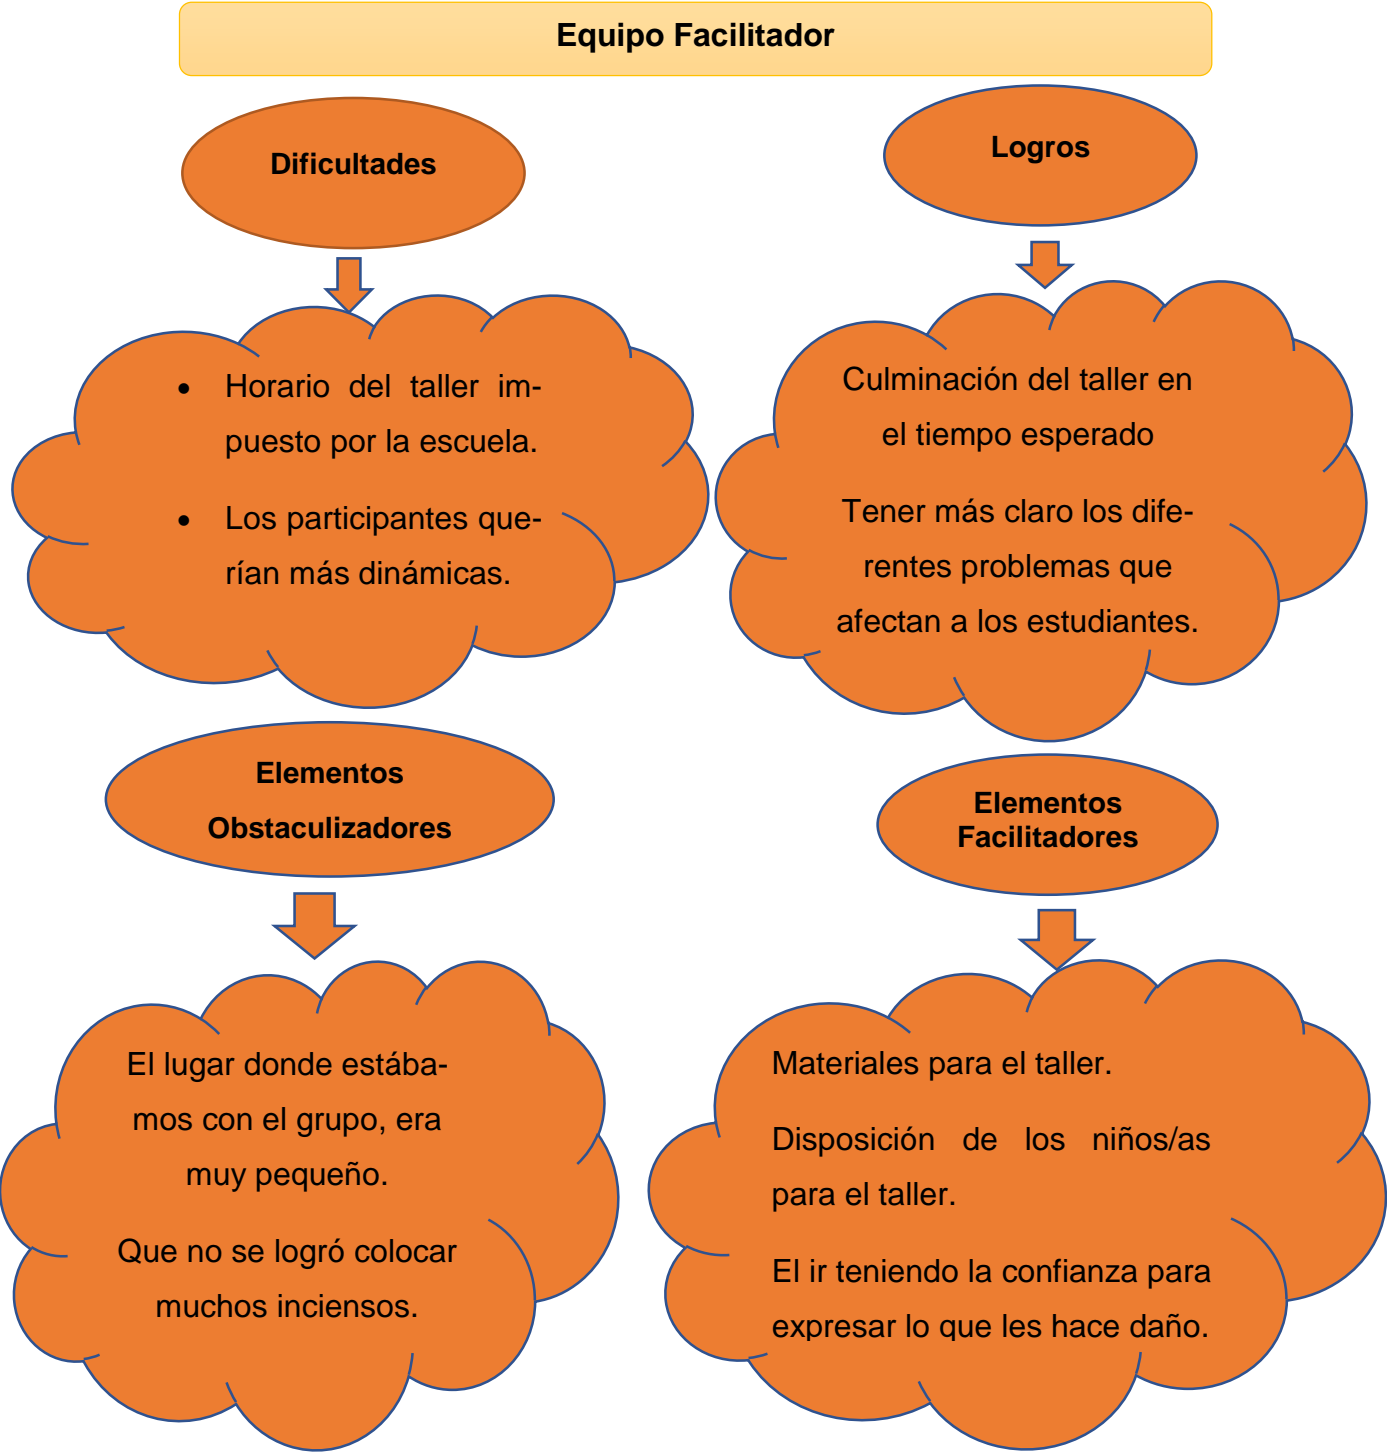 Equipo Facilitador
Dificultades
Horario del taller im-
puesto por la escuela.
Los participantes que-
rían más dinámicas.
Logros
Culminación del taller en
el tiempo esperado
Tener más claro los dife-
rentes problemas que
afectan a los estudiantes.
Elementos
Obstaculizadores
El lugar donde estába-
mos con el grupo, era
muy pequeño.
Que no se logró colocar
muchos inciensos.
Elementos
Facilitadores
Materiales para el taller.
Disposición de los niños/as
para el taller.
El ir teniendo la confianza para
expresar lo que les hace daño.